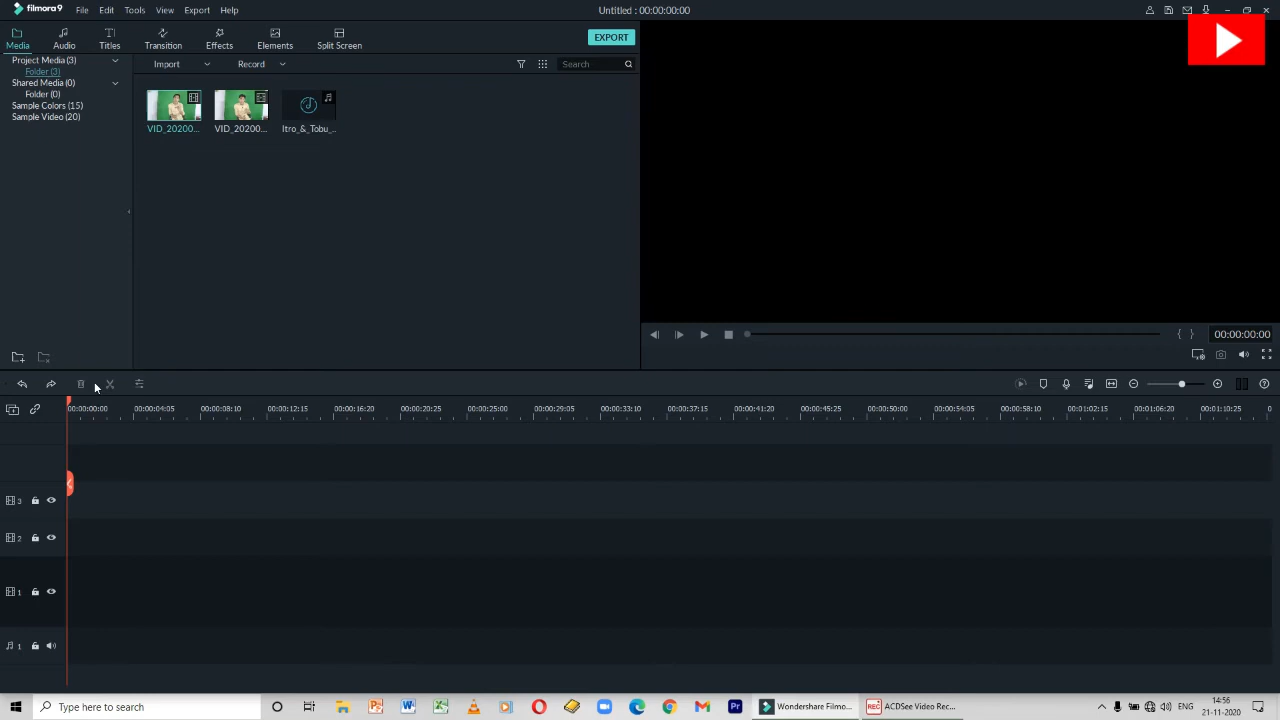 filmora9 File Edit Tools View Export Help Untitled : 00:00:00:00
Media Audio Titles Transition Effects Elements Split Screen EXPORT
Project Media (3)
Folder (3)
Shared Media (0)
Folder (0)
Sample Colors (15)
Sample Video (20)
Import Record Search
VID_20200... VID_20200... Itro_&_Tobu_...
00:00:00:00
00:00:00:00 00:00:04:05 00:00:08:10 00:00:12:15 00:00:16:20 00:00:20:25 00:00:25:00 00:00:29:05 00:00:33:10 00:00:37:15 00:00:41:20 00:00:45:25 00:00:50:00 00:00:54:05 00:00:58:10 00:01:02:15 00:01:06:20 00:01:10:25 0
3
2
1
1
Type here to search Wondershare Filmo... REC ACDSee Video Rec... ENG 14:56
21-11-2020